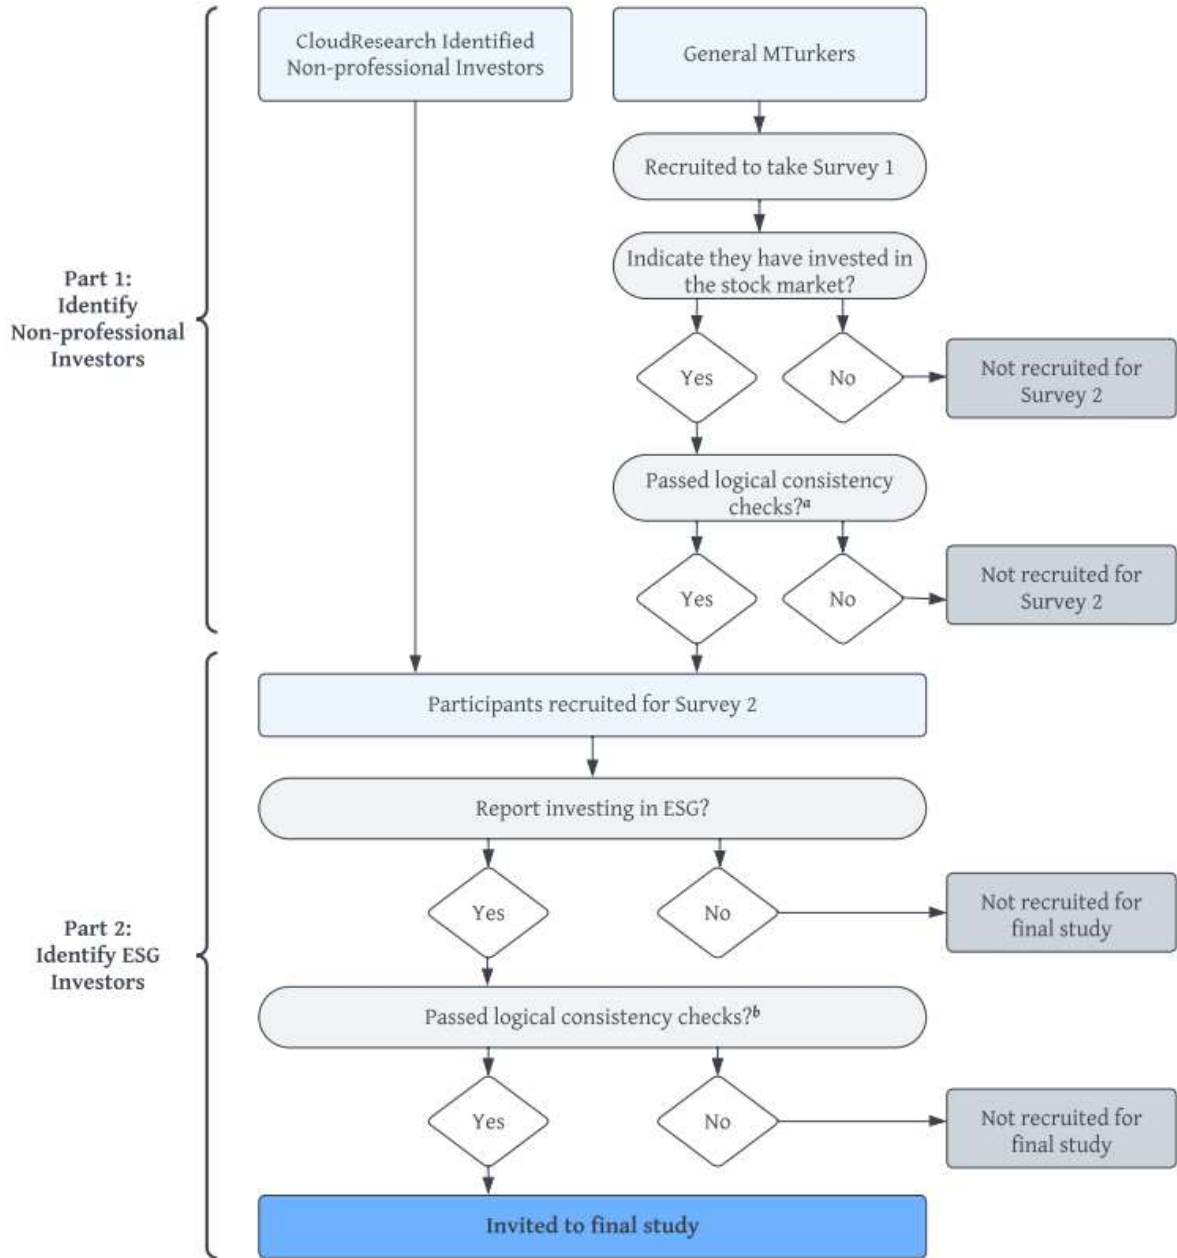 CloudResearch Identified
Non-professional Investors
General MTurkers
Recruited to take Survey 1
Indicate they have invested in
the stock market?
Part 1:
Identify
Non-professional
Investors
Yes
No
Not recruited for
Survey 2
Passed logical consistency
checks?ᵃ
Yes
No
Not recruited for
Survey 2
Participants recruited for Survey 2
Report investing in ESG?
Yes
No
Not recruited for
final study
Part 2:
Identify ESG
Investors
Passed logical consistency checks?ᵇ
Yes
No
Not recruited for
final study
Invited to final study